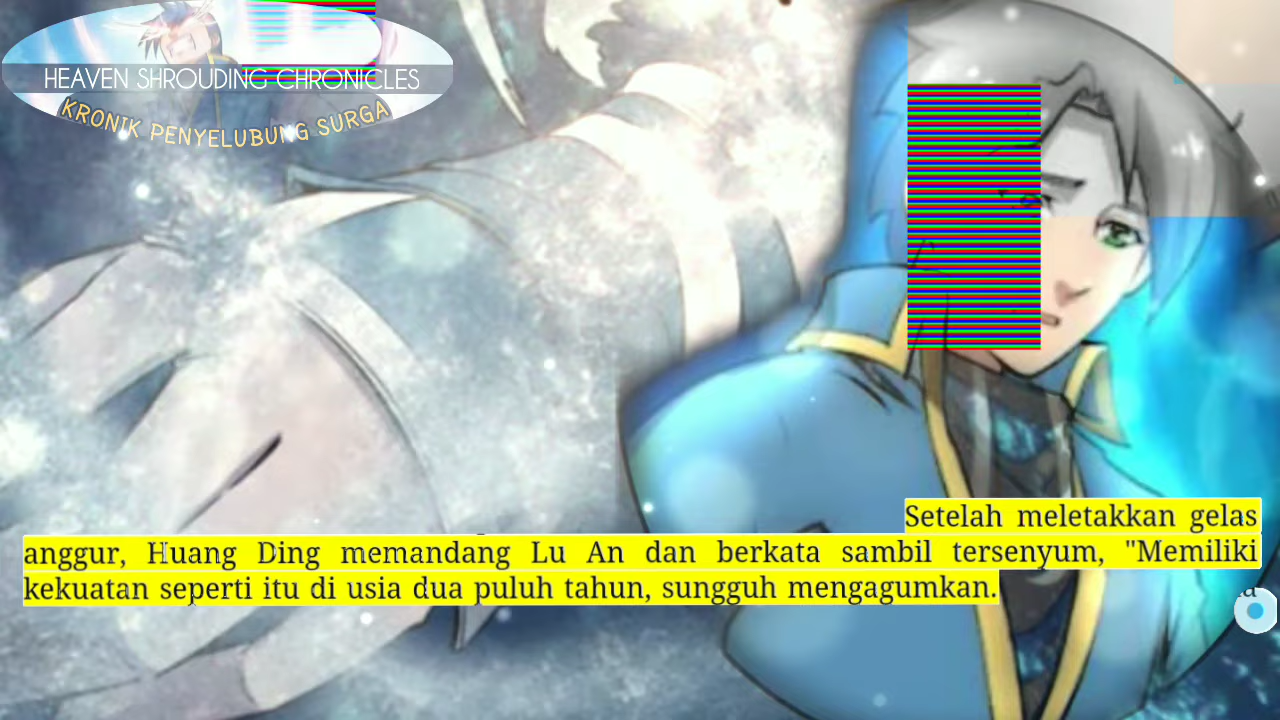 HEAVEN SHROUDING CHRONICLES
KRONIK PENYELUBUNG SURGA
Setelah meletakkan gelas
anggur, Huang Ding memandang Lu An dan berkata sambil tersenyum, "Memiliki
kekuatan seperti itu di usia dua puluh tahun, sungguh mengagumkan.